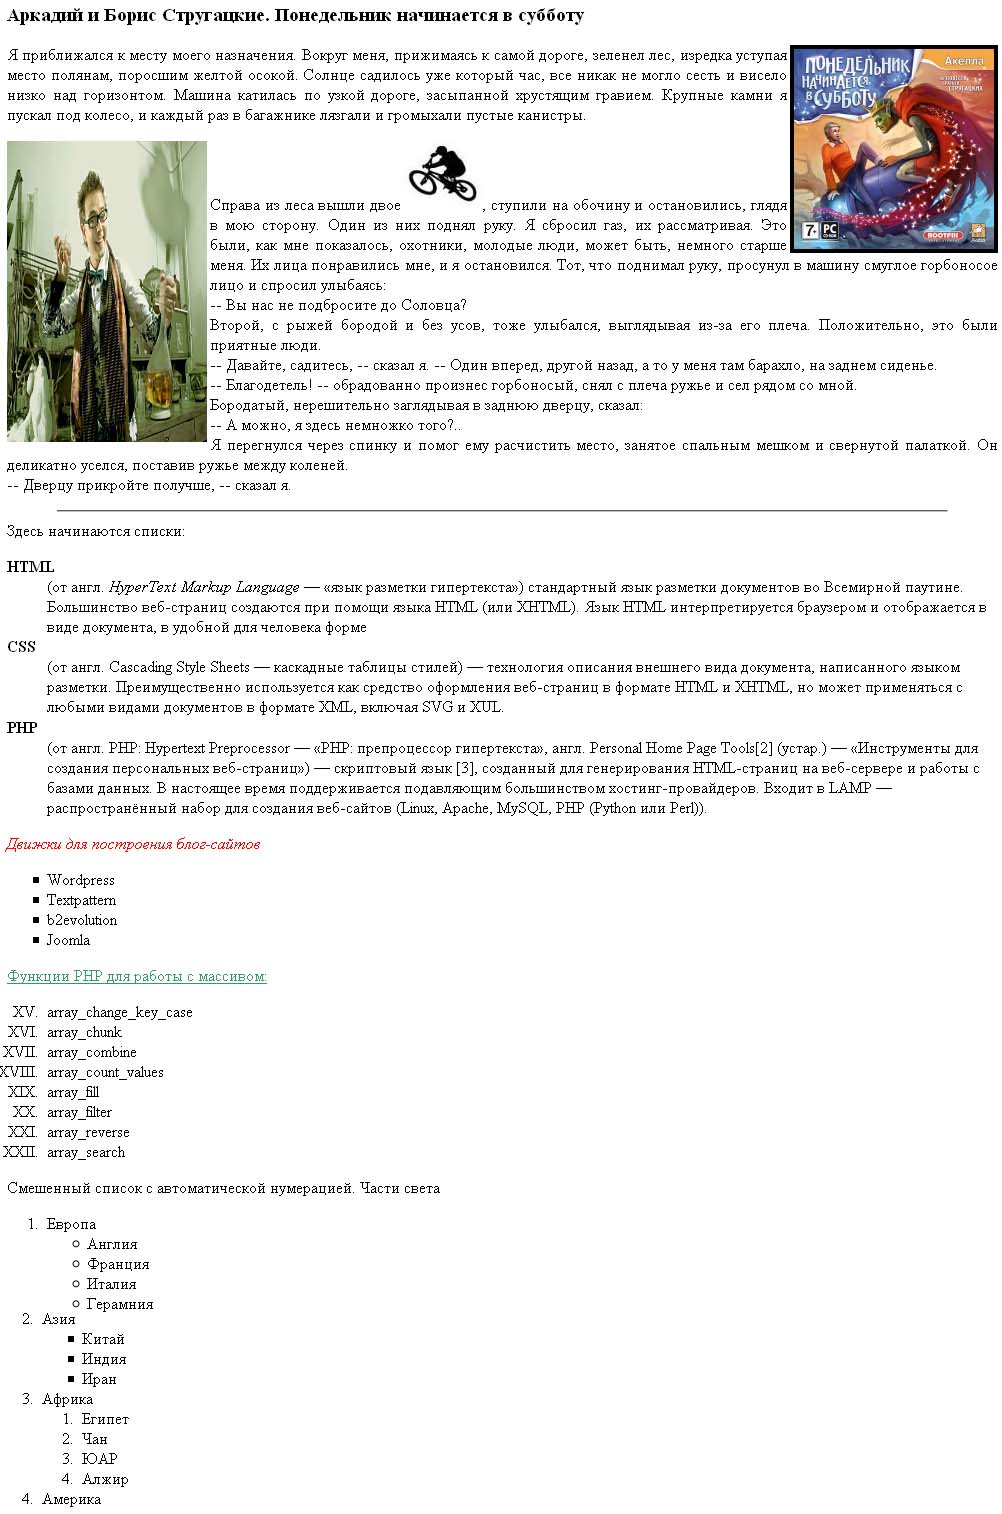 Аркадий и Борис Стругацкие. Понедельник начинается в субботу
Я приближался к месту моего назначения. Вокруг меня, прижимаясь к самой дороге, зеленел лес, изредка уступая
место полянам, поросшим желтой осокой. Солнце садилось уже который час, все никак не могло сесть и висело
низко над горизонтом. Машина катилась по узкой дороге, засыпанной хрустящим гравием. Крупные камни я
пускал под колесо, и каждый раз в багажнике лязгали и громыхали пустые канистры.
Акелла
ПОНЕДЕЛЬНИК
НАЧИНАЕТСЯ
В СУББОТУ
СТРУГАЦКИХ
7 PC
ROOTFIX
Справа из леса вышли двое , ступили на обочину и остановились, глядя
в мою сторону. Один из них поднял руку. Я сбросил газ, их рассматривая. Это
были, как мне показалось, охотники, молодые люди, может быть, немного старше
меня. Их лица понравились мне, и я остановился. Тот, что поднимал руку, просунул в машину смуглое горбоносое
лицо и спросил улыбаясь:
-- Вы нас не подбросите до Соловца?
Второй, с рыжей бородой и без усов, тоже улыбался, выглядывая из-за его плеча. Положительно, это были
приятные люди.
-- Давайте, садитесь, -- сказал я. -- Один вперед, другой назад, а то у меня там барахло, на заднем сиденье.
-- Благодетель! -- обрадованно произнес горбоносый, снял с плеча ружье и сел рядом со мной.
Бородатый, нерешительно заглядывая в заднюю дверцу, сказал:
-- А можно, я здесь немножко того?..
Я перегнулся через спинку и помог ему расчистить место, занятое спальным мешком и свернутой палаткой. Он
деликатно уселся, поставив ружье между коленей.
-- Дверцу прикройте получше, -- сказал я.
Здесь начинаются списки:
HTML
(от англ. HyperText Markup Language — «язык разметки гипертекста») стандартный язык разметки документов во Всемирной паутине.
Большинство веб-страниц создаются при помощи языка HTML (или XHTML). Язык HTML интерпретируется браузером и отображается в
виде документа, в удобной для человека форме
CSS
(от англ. Cascading Style Sheets — каскадные таблицы стилей) — технология описания внешнего вида документа, написанного языком
разметки. Преимущественно используется как средство оформления веб-страниц в формате HTML и XHTML, но может применяться с
любыми видами документов в формате XML, включая SVG и XUL.
PHP
(от англ. PHP: Hypertext Preprocessor — «PHP: препроцессор гипертекста», англ. Personal Home Page Tools[2] (устар.) — «Инструменты для
создания персональных веб-страниц») — скриптовый язык [3], созданный для генерирования HTML-страниц на веб-сервере и работы с
базами данных. В настоящее время поддерживается подавляющим большинством хостинг-провайдеров. Входит в LAMP —
распространённый набор для создания веб-сайтов (Linux, Apache, MySQL, PHP (Python или Perl)).
Движки для построения блог-сайтов
Wordpress
Textpattern
b2evolution
Joomla
Функции PHP для работы с массивом:
XV. array_change_key_case
XVI. array_chunk
XVII. array_combine
XVIII. array_count_values
XIX. array_fill
XX. array_filter
XXI. array_reverse
XXII. array_search
Смешенный список с автоматической нумерацией. Части света
1. Европа
Англия
Франция
Италия
Герамния
2. Азия
Китай
Индия
Иран
3. Африка
1. Египет
2. Чан
3. ЮАР
4. Алжир
4. Америка